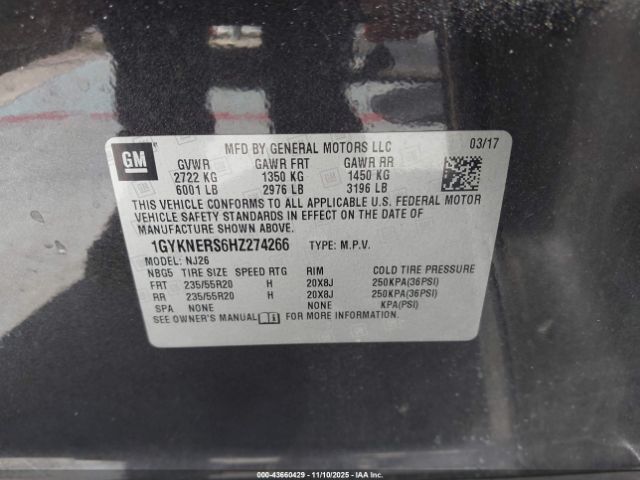 GM
MFD BY GENERAL MOTORS LLC 03/17
GVWR GAWR FRT GAWR RR
2722 KG 1350 KG 1450 KG
6001 LB 2976 LB 3196 LB
THIS VEHICLE CONFORMS TO ALL APPLICABLE U.S. FEDERAL MOTOR
VEHICLE SAFETY STANDARDS IN EFFECT ON THE DATE OF
MANUFACTURE SHOWN ABOVE.
1GYKNERS6HZ274266 TYPE: M.P.V.
MODEL: NJ26
NBG5 TIRE SIZE SPEED RTG RIM COLD TIRE PRESSURE
FRT 235/55R20 H 20X8J 250KPA(36PSI)
RR 235/55R20 H 20X8J 250KPA(36PSI)
SPA NONE NONE KPA(PSI)
SEE OWNER'S MANUAL FOR MORE INFORMATION.
000-43660429 - 11/10/2025 - IAA Inc.